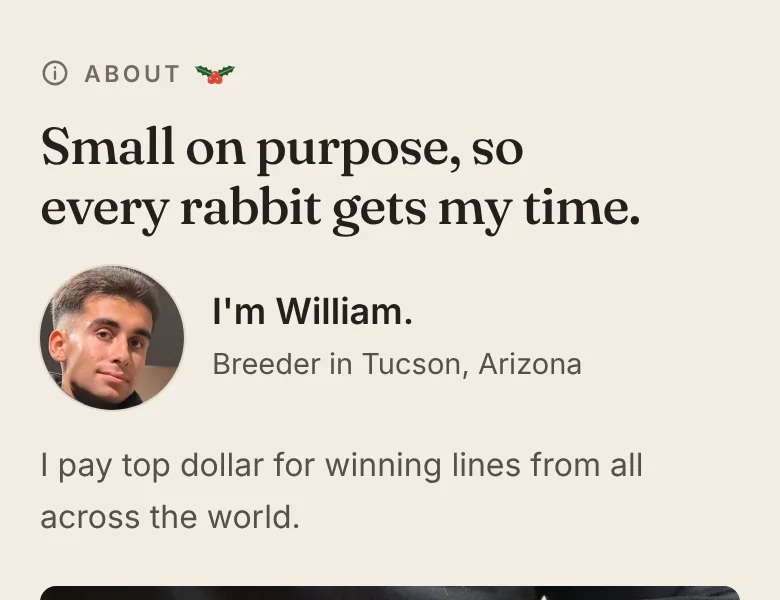 ABOUT
Small on purpose, so
every rabbit gets my time.
I'm William.
Breeder in Tucson, Arizona
I pay top dollar for winning lines from all
across the world.